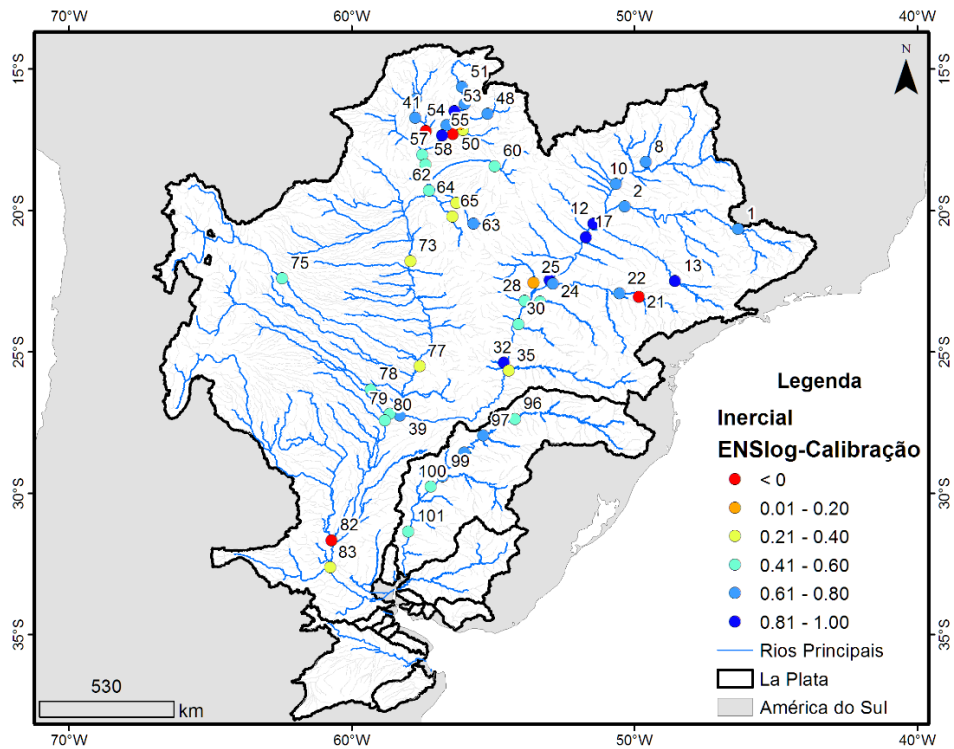 70°W 60°W 50°W 40°W
15°S 15°S
20°S 20°S
25°S 25°S
30°S 30°S
35°S 35°S
N
51
53
48
41
54
55
57
58
50
60
62
64
65
63
73
75
77
78
79
80
39
82
83
8
10
2
1
12
17
13
25
28
24
22
21
30
32
35
96
97
99
100
101
Legenda
Inercial
ENSlog-Calibração
< 0
0.01 - 0.20
0.21 - 0.40
0.41 - 0.60
0.61 - 0.80
0.81 - 1.00
Rios Principais
La Plata
América do Sul
530
km
70°W 60°W 50°W 40°W